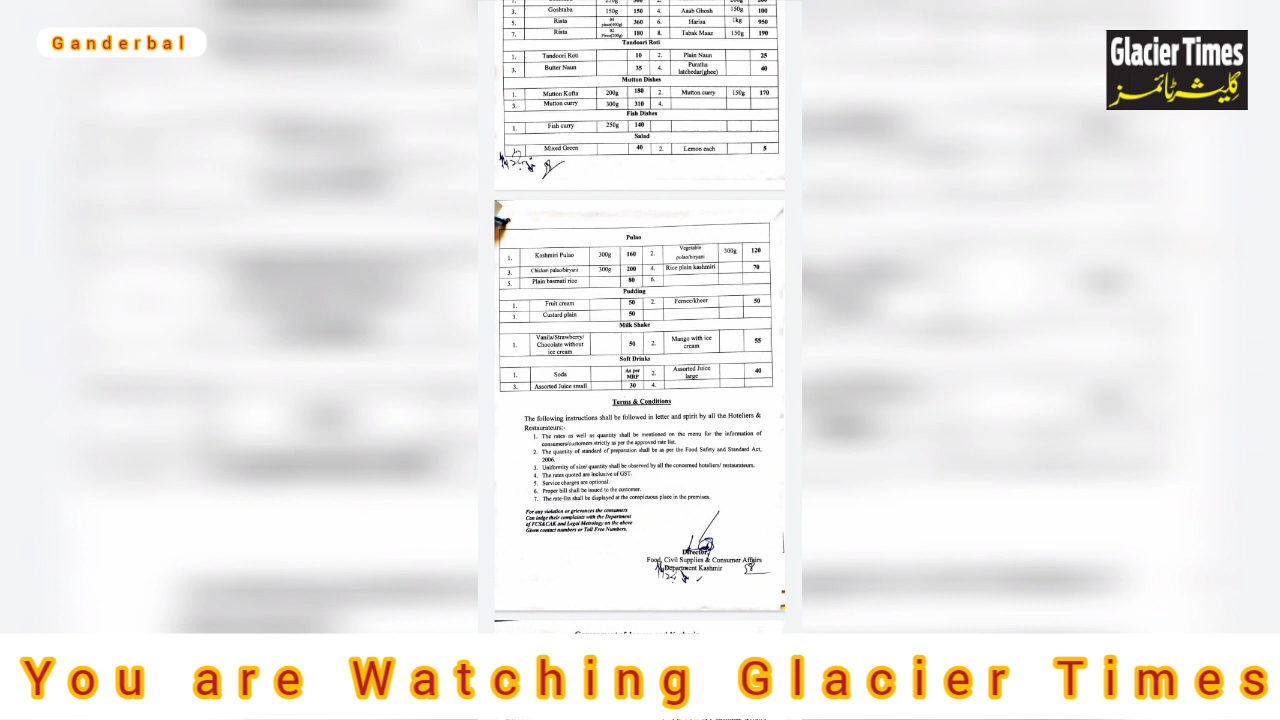 Ganderbal
Glacier Times
گلیشر ٹائمز
3. Goshtaba 150g 150 4. Aaab Ghosh 150g 100
5. Rista 04 piece(400g) 360 6. Harisa 1kg 950
7. Rista 02 Piece(200g) 180 8. Tabak Maaz 150g 190
Tandoori Roti
1. Tandoori Roti 10 2. Plain Naun 25
3. Butter Naun 35 4. Puratha latchedar(ghee) 40
Mutton Dishes
1. Mutton Kofta 200g 180 2. Mutton curry 150g 170
3. Mutton curry 300g 310 4.
Fish Dishes
1. Fish curry 250g 140
Salad
Mixed Green 40 2. Lemon each 5
Pulao
1. Kashmiri Pulao 300g 160 2. Vegetable pulao/biryani 300g 120
3. Chicken pulao/biryani 300g 200 4. Rice plain kashmiri 70
5. Plain basmati rice 80 6.
Pudding
1. Fruit cream 50 2. Fernee/kheer 50
3. Custard plain 50
Milk Shake
1. Vanila/Strawberry/ Chocolate without ice cream 50 2. Mango with ice cream 55
Soft Drinks
1. Soda As per MRP 2. Assorted Juice large 40
3. Assorted Juice small 30 4.
Terms & Conditions
The following instructions shall be followed in letter and spirit by all the Hoteliers &
Restaurateurs:-
1. The rates as well as quantity shall be mentioned on the menu for the information of
consumers/customers strictly as per the approved rate list.
2. The quantity of standard of preparation shall be as per the Food Safety and Standard Act,
2006.
3. Uniformity of size/ quantity shall be observed by all the concerned hoteliers/ restaurateurs.
4. The rates quoted are inclusive of GST.
5. Service charges are optional.
6. Proper bill shall be issued to the customer.
7. The rate-list shall be displayed at the conspicuous place in the premises.
For any violation or grievances the consumers
Can lodge their complaints with the Department
of FCS&CAK and Legal Metrology on the above
Given contact numbers or Toll Free Numbers.
Director,
Food, Civil Supplies & Consumer Affairs
Department Kashmir
You are Watching Glacier Times